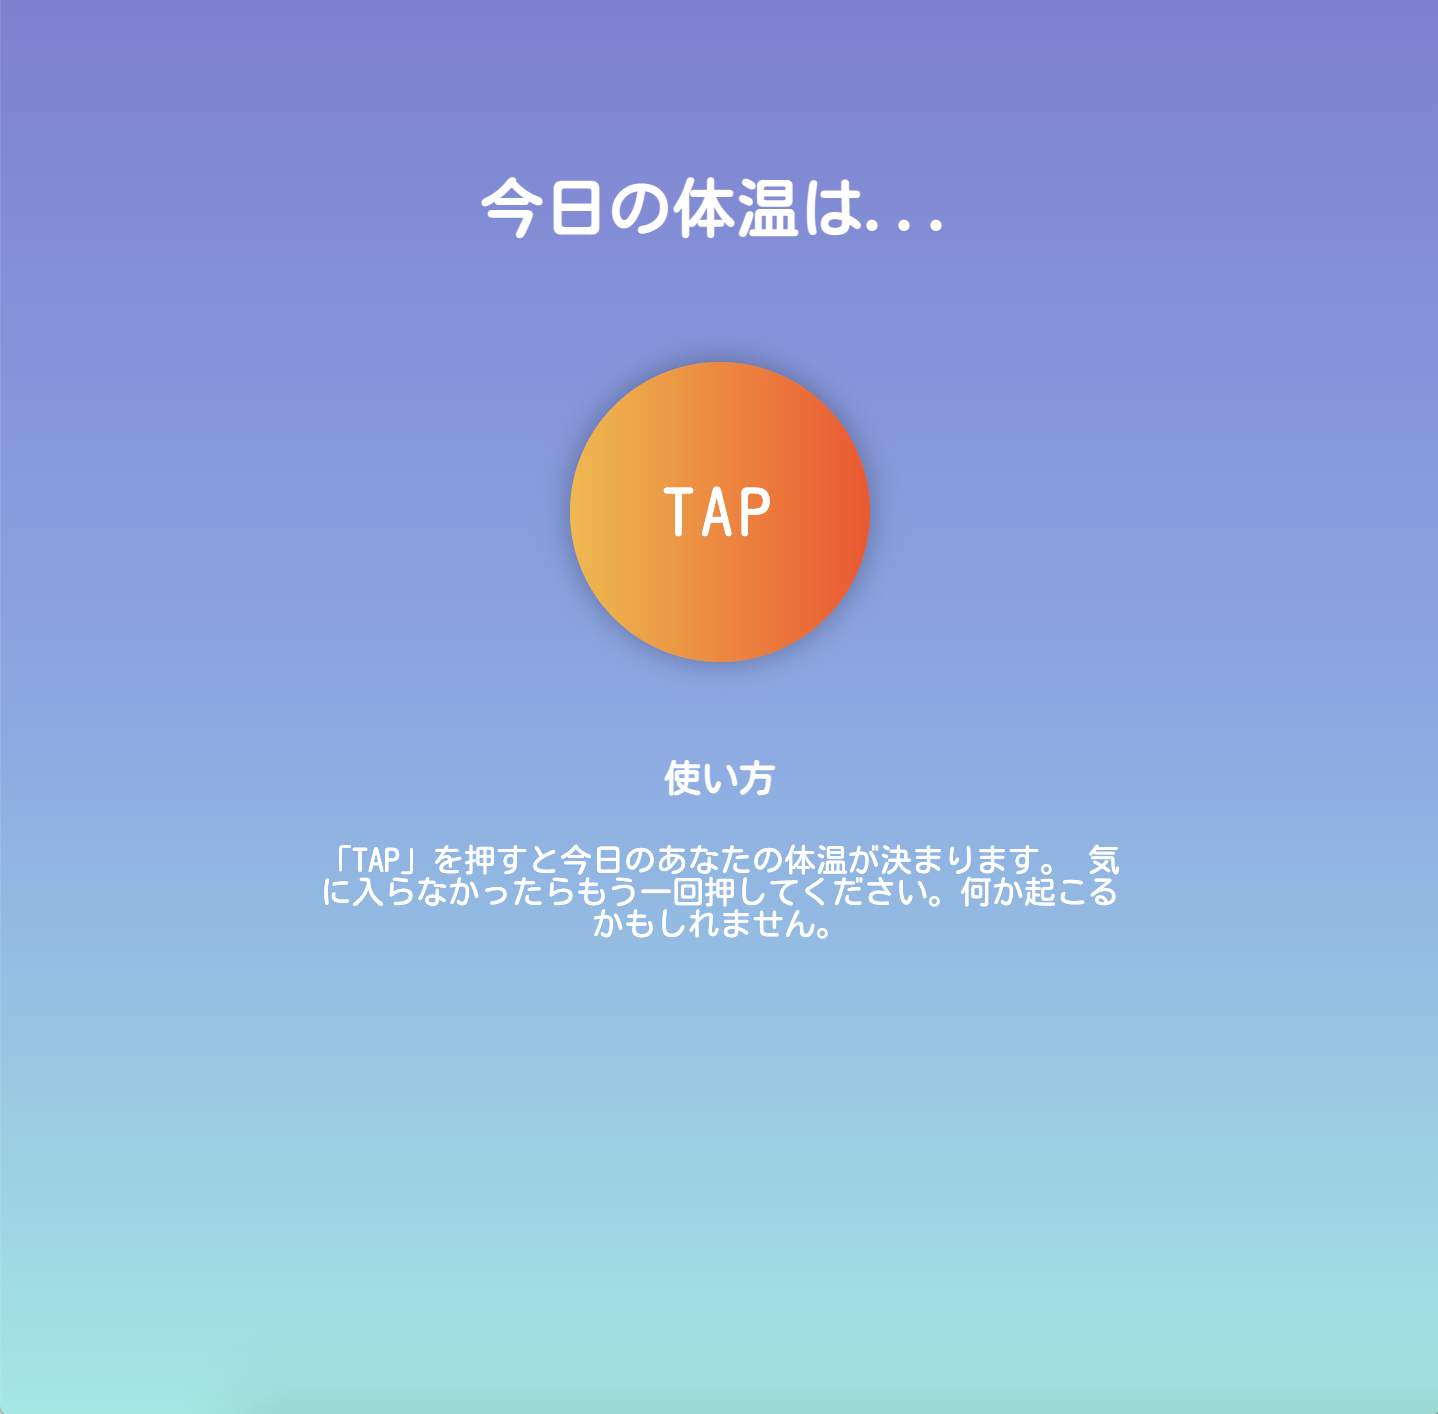 今日の体温は...
TAP
使い方
「TAP」を押すと今日のあなたの体温が決まります。 気
に入らなかったらもう一回押してください。何か起こる
かもしれません。